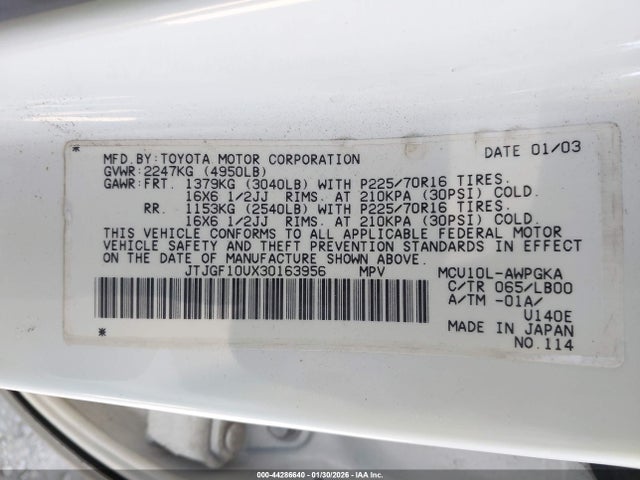 MFD.BY:TOYOTA MOTOR CORPORATION DATE 01/03
GVWR:2247KG (4950LB)
GAWR:FRT. 1379KG (3040LB) WITH P225/70R16 TIRES.
16X6 1/2JJ RIMS. AT 210KPA (30PSI) COLD.
RR. 1153KG (2540LB) WITH P225/70R16 TIRES.
16X6 1/2JJ RIMS. AT 210KPA (30PSI) COLD.
THIS VEHICLE CONFORMS TO ALL APPLICABLE FEDERAL MOTOR
VEHICLE SAFETY AND THEFT PREVENTION STANDARDS IN EFFECT
ON THE DATE OF MANUFACTURE SHOWN ABOVE.
* JTJGF10UX30163956 MPV MCU10L-AWPGKA
C/TR 065/LB00
A/TM -01A/
U140E
* MADE IN JAPAN
NO.114
000-44286640 - 01/30/2026 - IAA Inc.